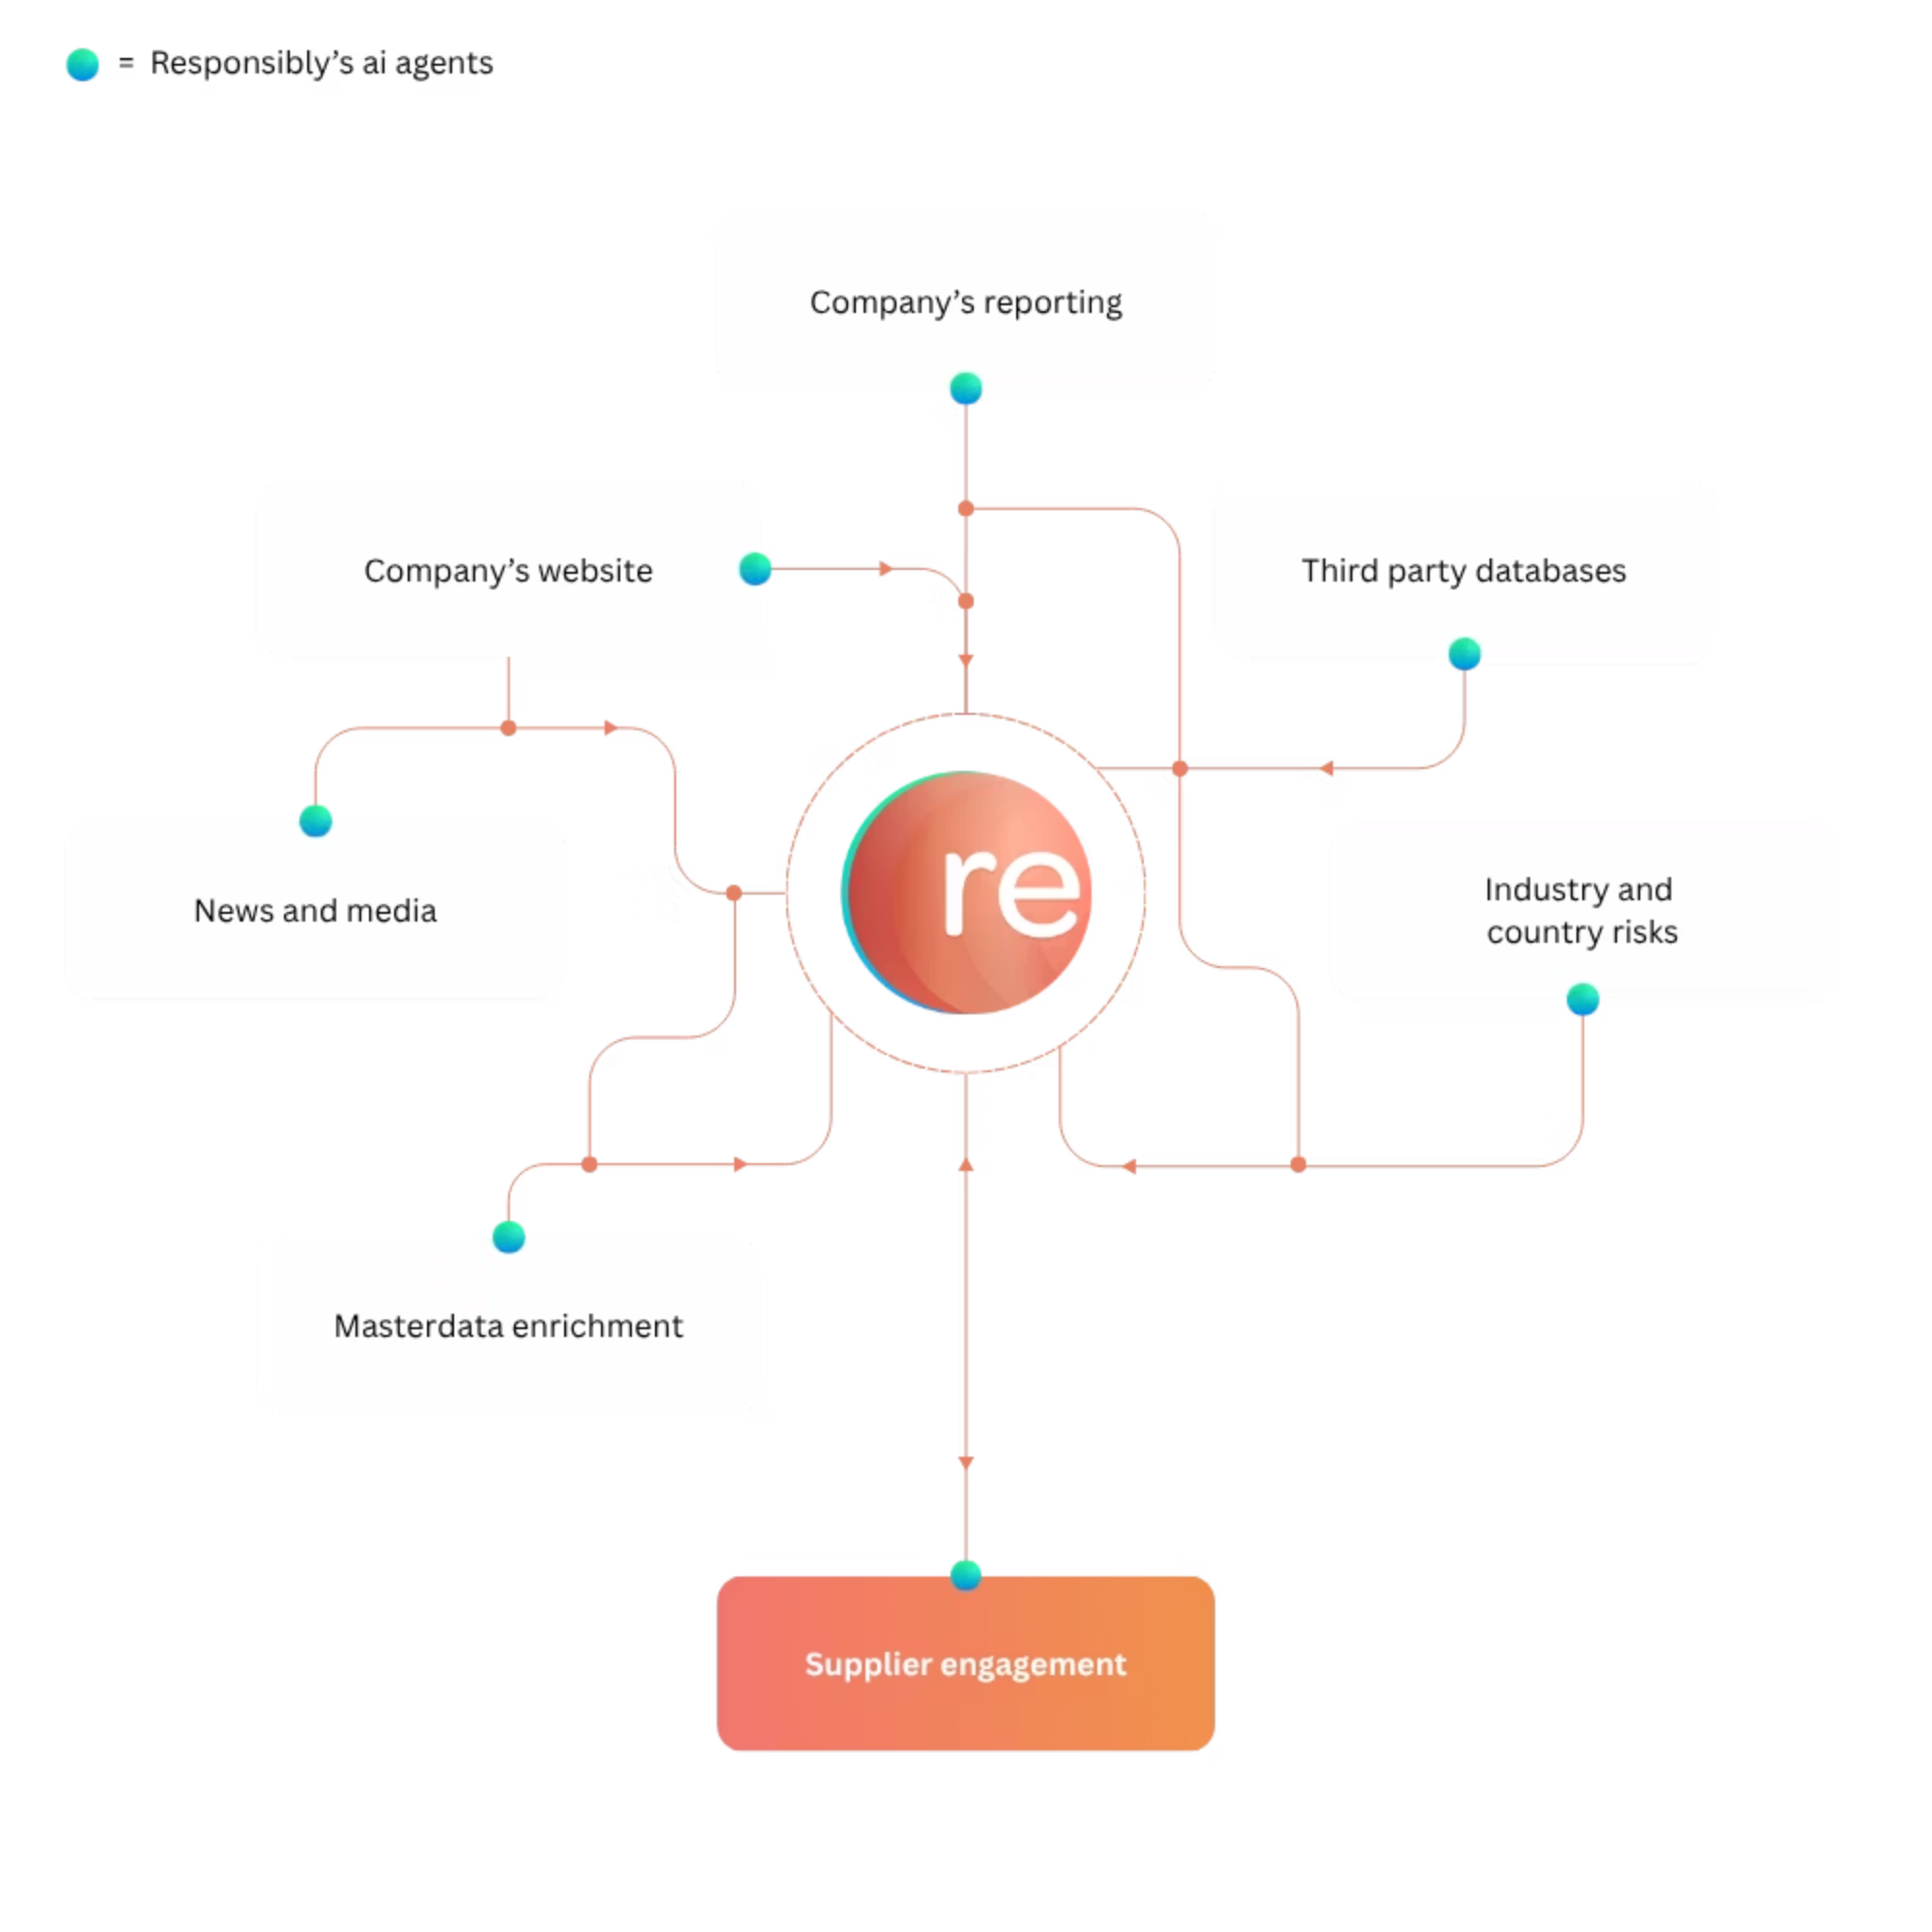 = Responsibly’s ai agents
Company’s reporting
Company’s website
Third party databases
re
News and media
Industry and
country risks
Masterdata enrichment
Supplier engagement